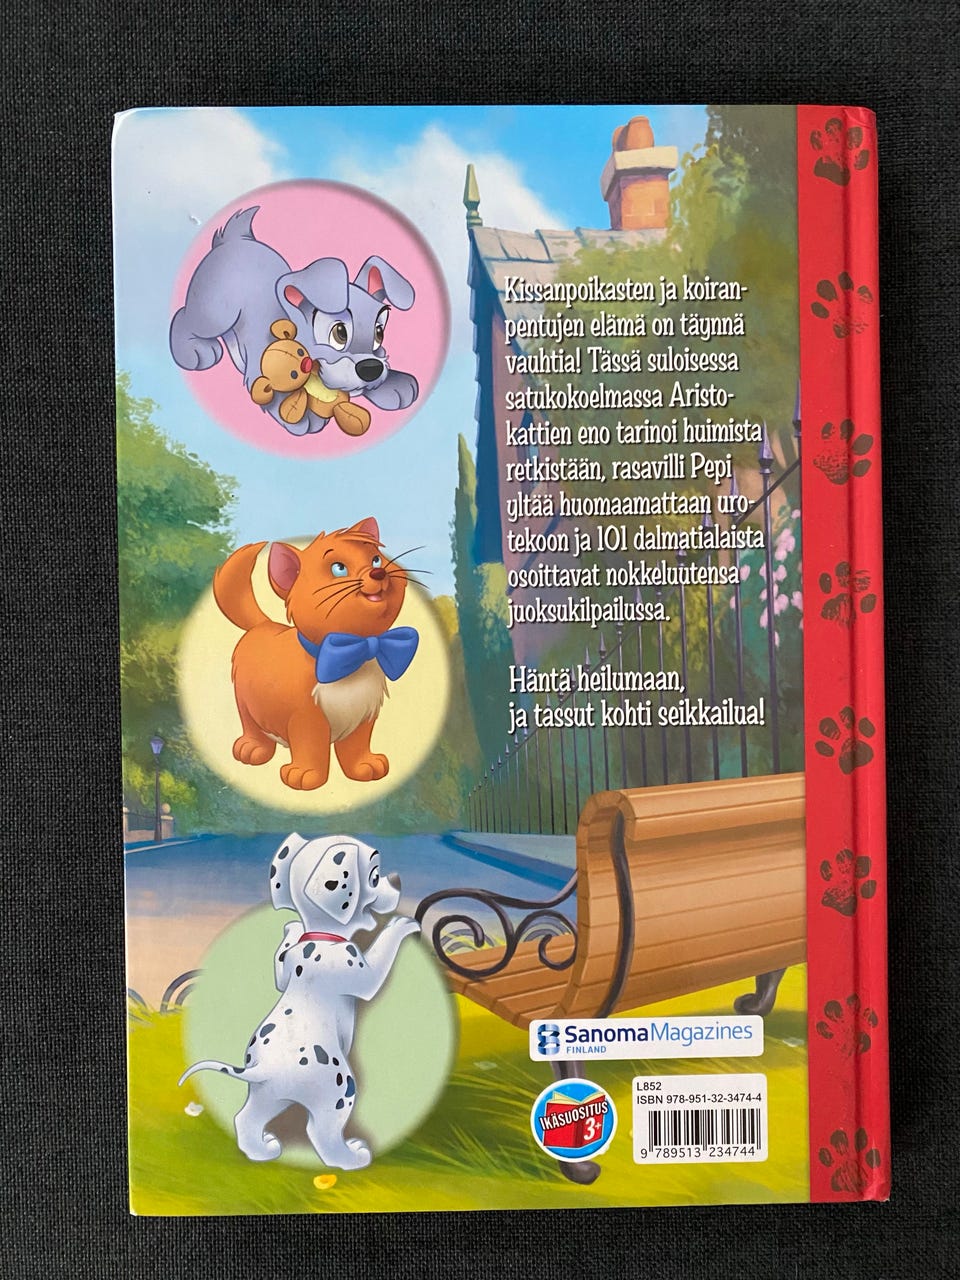 Kissanpoikasten ja koiran-
pentujen elämä on täynnä
vauhtia! Tässä suloisessa
satukokoelmassa Aristo-
kattien eno tarinoi huimista
retkistään, rasavilli Pepi
yltää huomaamattaan uro-
tekoon ja 101 dalmatialaista
osoittavat nokkeluutensa
juoksukilpailussa.
Häntä heilumaan,
ja tassut kohti seikkailua!
SanomaMagazines
FINLAND
IKÄSUOSITUS
3+
L852
ISBN 978-951-32-3474-4
9 789513 234744